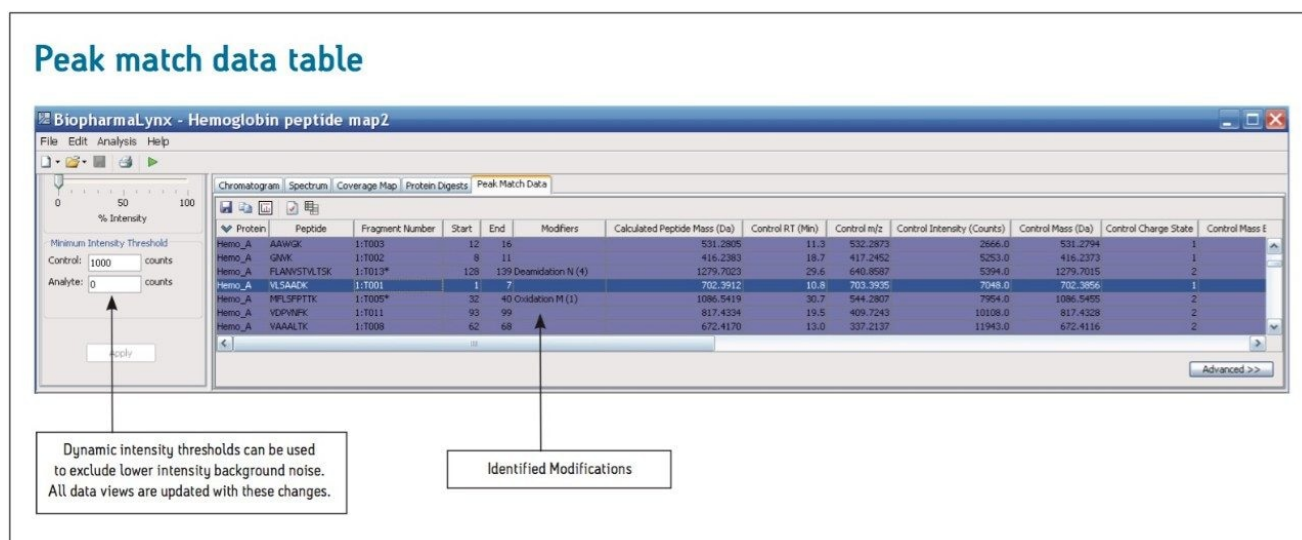 Peak match data table
BiopharmaLynx - Hemoglobin peptide map2
File Edit Analysis Help
0 50 100
% Intensity
Minimum Intensity Threshold
Control: 1000 counts
Analyte: 0 counts
Apply
Chromatogram Spectrum Coverage Map Protein Digests Peak Match Data
Protein Peptide Fragment Number Start End Modifiers Calculated Peptide Mass (Da) Control RT (Min) Control m/z Control Intensity (Counts) Control Mass (Da) Control Charge State Control Mass E
Hemo_A AAWGK 1:T003 12 16 531.2805 11.3 532.2873 2666.0 531.2794 1
Hemo_A GNVK 1:T002 8 11 416.2383 18.7 417.2452 5253.0 416.2373 1
Hemo_A 1:T013* 128 139 Deamidation N (4) 1279.7023 29.6 640.8587 5394.0 1279.7015 2
Hemo_A VLSAADK 1:T001 1 7 702.3912 10.8 703.3935 7048.0 702.3856 1
Hemo_A MFLSFPTTK 1:T005* 32 40 Oxidation M (1) 1086.5419 30.7 544.2807 7954.0 1086.5455 2
Hemo_A VDPVNFK 1:T011 93 99 817.4334 19.5 409.7243 10108.0 817.4328 2
Hemo_A VAAALTK 1:T008 62 68 672.4170 13.0 337.2137 11943.0 672.4116 2
Advanced >>
Dynamic intensity thresholds can be used
to exclude lower intensity background noise.
All data views are updated with these changes.
Identified Modifications